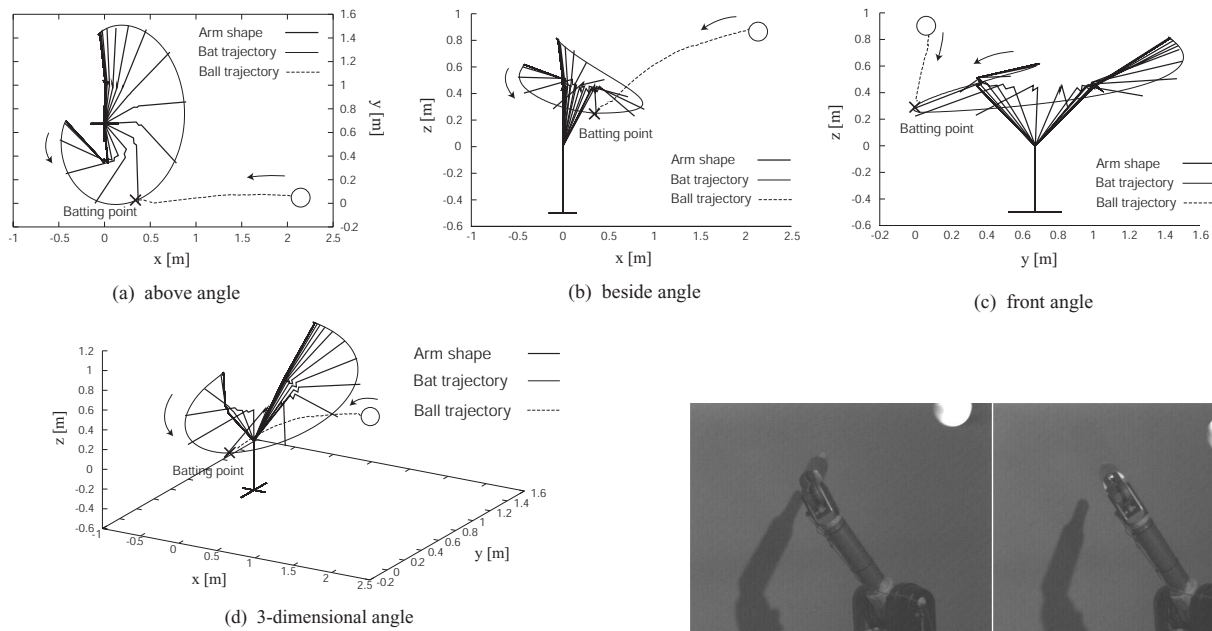 Arm shape
Bat trajectory
Ball trajectory
Batting point
1.6
1.4
1.2
1
0.8
0.6
0.4
0.2
0
-0.2
y [m]
-1 -0.5 0 0.5 1 1.5 2 2.5
x [m]
(a) above angle
1
0.8
0.6
0.4
0.2
0
-0.2
-0.4
-0.6
z [m]
Batting point
Arm shape
Bat trajectory
Ball trajectory
-1 -0.5 0 0.5 1 1.5 2 2.5
x [m]
(b) beside angle
1
0.8
0.6
0.4
0.2
0
-0.2
-0.4
-0.6
z [m]
Batting point
Arm shape
Bat trajectory
Ball trajectory
-0.2 0 0.2 0.4 0.6 0.8 1 1.2 1.4 1.6
y [m]
(c) front angle
1.2
1
0.8
0.6
0.4
0.2
0
-0.2
-0.4
-0.6
z [m]
Arm shape
Bat trajectory
Ball trajectory
Batting point
-1 -0.5 0 0.5 1 1.5 2 2.5
x [m]
-0.2 0 0.2 0.4 0.6 0.8 1 1.2 1.4 1.6
y [m]
(d) 3-dimensional angle